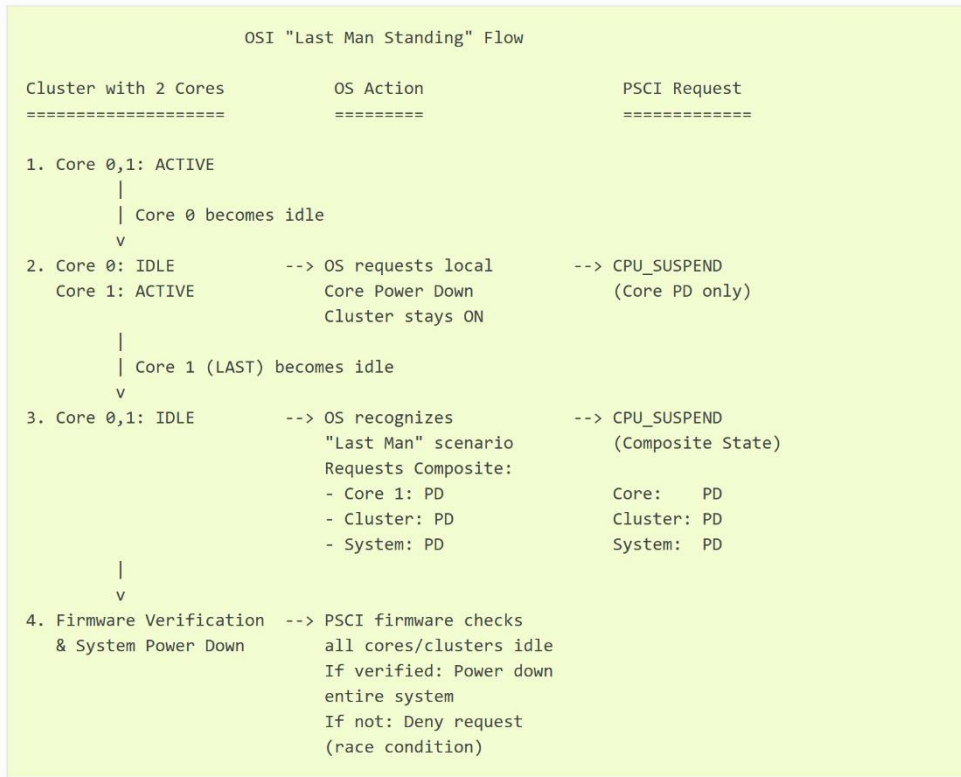 OSI "Last Man Standing" Flow
Cluster with 2 Cores           OS Action                    PSCI Request
====================           =========                    =============
1. Core 0,1: ACTIVE
         |
         | Core 0 becomes idle
         v
2. Core 0: IDLE           --> OS requests local        --> CPU_SUSPEND
   Core 1: ACTIVE             Core Power Down              (Core PD only)
                              Cluster stays ON
         |
         | Core 1 (LAST) becomes idle
         v
3. Core 0,1: IDLE         --> OS recognizes            --> CPU_SUSPEND
                              "Last Man" scenario          (Composite State)
                              Requests Composite:
                              - Core 1: PD                 Core:    PD
                              - Cluster: PD                Cluster: PD
                              - System: PD                 System:  PD
         |
         v
4. Firmware Verification  --> PSCI firmware checks
   & System Power Down        all cores/clusters idle
                              If verified: Power down
                              entire system
                              If not: Deny request
                              (race condition)